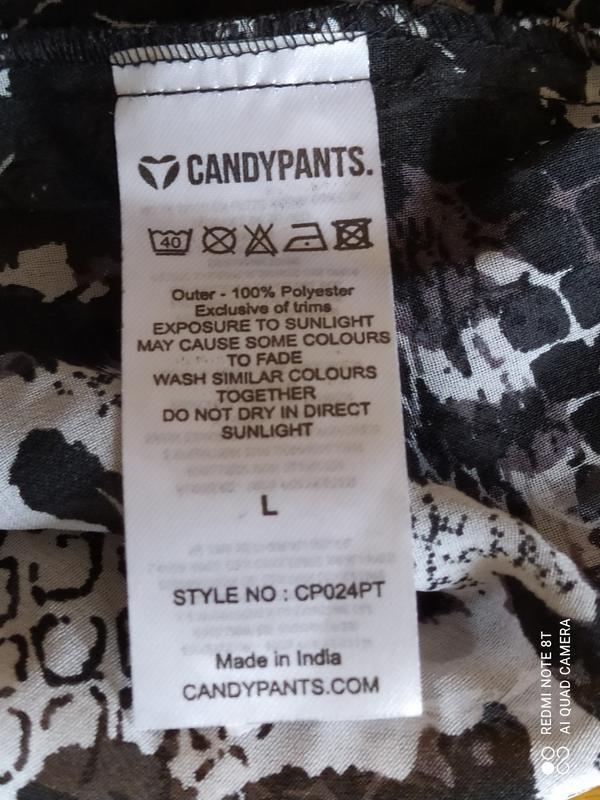 CANDYPANTS.
40
Outer - 100% Polyester
Exclusive of trims
EXPOSURE TO SUNLIGHT
MAY CAUSE SOME COLOURS
TO FADE
WASH SIMILAR COLOURS
TOGETHER
DO NOT DRY IN DIRECT
SUNLIGHT
L
STYLE NO : CP024PT
Made in India
CANDYPANTS.COM
REDMI NOTE 8T
AI QUAD CAMERA